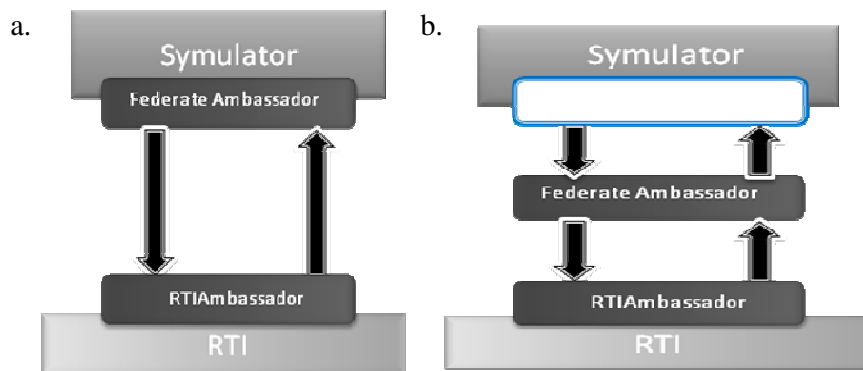 a.
Symulator
Federate Ambassador
RTIAmbassador
RTI
b.
Symulator
Federate Ambassador
RTIAmbassador
RTI